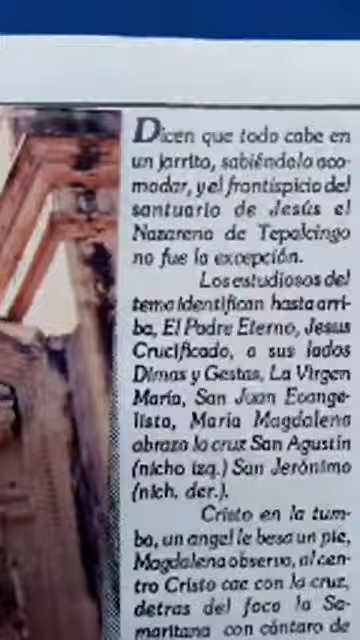 Dicen que todo cabe en
un jarrito, sabiéndolo aco-
modar, y el frontispicio del
santuario de Jesús el
Nazareno de Tepalcingo
no fue la excepción.
Los estudiosos del
tema identifican hasta arri-
ba, El Padre Eterno, Jesus
Crucificado, a sus lados
Dimas y Gestas, La Virgen
María, San Juan Evange-
lista, María Magdalena
abraza la cruz San Agustín
(nicho izq.) San Jerónimo
(nich. der.).
Cristo en la tum-
ba, un angel le besa un pie,
Magdalena observa, al cen-
tro Cristo cae con la cruz,
detras del foco la Sa-
maritana con cántaro de